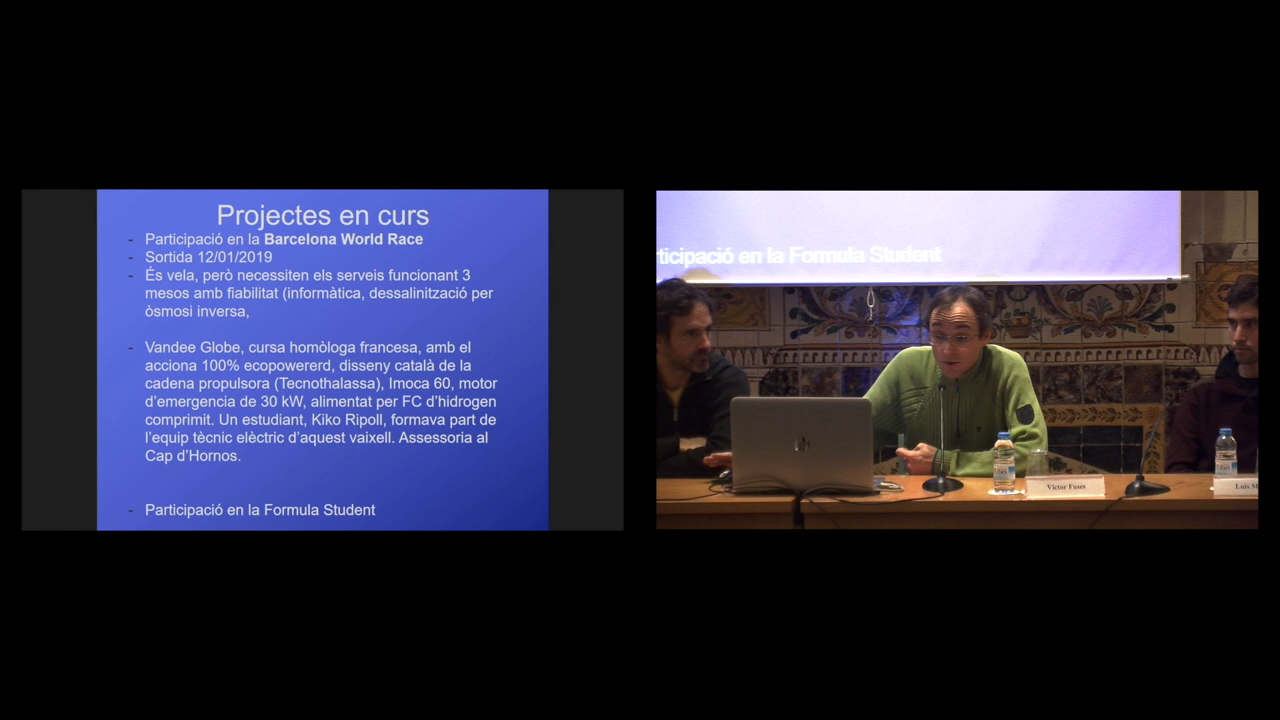 Projectes en curs
- Participació en la Barcelona World Race
- Sortida 12/01/2019
- És vela, però necessiten els serveis funcionant 3
mesos amb fiabilitat (informàtica, dessalinització per
òsmosi inversa,
- Vandee Globe, cursa homòloga francesa, amb el
acciona 100% ecopowererd, disseny català de la
cadena propulsora (Tecnothalassa), Imoca 60, motor
d'emergencia de 30 kW, alimentat per FC d'hidrogen
comprimit. Un estudiant, Kiko Ripoll, formava part de
l'equip tècnic elèctric d'aquest vaixell. Assessoria al
Cap d'Hornos.
- Participació en la Formula Student
ticipació en la Formula Student
hp
Víctor Fuses
Luis M